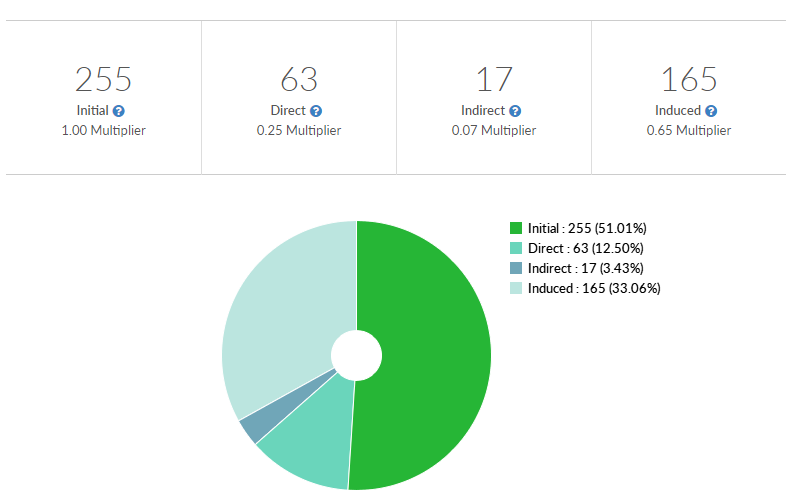 255
Initial ?
1.00 Multiplier
63
Direct ?
0.25 Multiplier
17
Indirect ?
0.07 Multiplier
165
Induced ?
0.65 Multiplier
Initial : 255 (51.01%)
Direct : 63 (12.50%)
Indirect : 17 (3.43%)
Induced : 165 (33.06%)